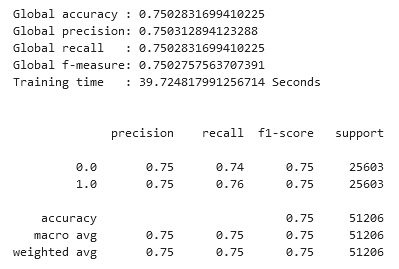 Global accuracy : 0.7502831699410225
Global precision: 0.750312894123288
Global recall   : 0.7502831699410225
Global f-measure: 0.7502757563707391
Training time   : 39.724817991256714 Seconds
precision    recall  f1-score   support
0.0       0.75      0.74      0.75     25603
1.0       0.75      0.76      0.75     25603
accuracy                           0.75     51206
macro avg       0.75      0.75      0.75     51206
weighted avg       0.75      0.75      0.75     51206